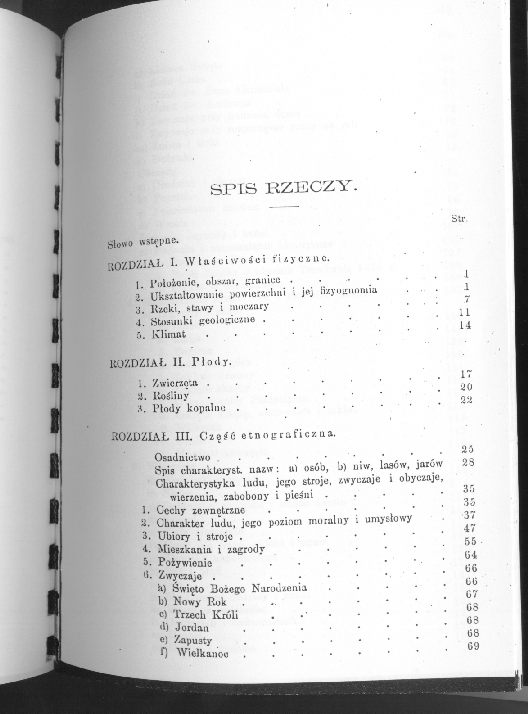 SPIS RZECZY.
Str.
Słowo wstępne.
ROZDZIAŁ I. Właściwości fizyczne.
1. Położenie, obszar, granice . . . . . . 1
2. Ukształtowanie powierzchni i jej fizyognomia . . . 1
3. Rzeki, stawy i moczary . . . . . . 7
4. Stosunki geologiczne . . . . . . . 11
5. Klimat . . . . . . . 14
ROZDZIAŁ II. Płody.
1. Zwierzęta . . . . . . . . . 17
2. Rośliny . . . . . . . . 20
3. Płody kopalne . . . . . . . . 22
ROZDZIAŁ III. Część etnograficzna.
Osadnictwo . . . . . . . . 25
Spis charakteryst. nazw: a) osób, b) niw, lasów, jarów 28
Charakterystyka ludu, jego stroje, zwyczaje i obyczaje,
wierzenia, zabobony i pieśni . . . . . 35
1. Cechy zewnętrzne . . . . . . . 35
2. Charakter ludu, jego poziom moralny i umysłowy . 37
3. Ubiory i stroje . . . . . . . . 47
4. Mieszkania i zagrody . . . . . . 55
5. Pożywienie . . . . . . . 64
6. Zwyczaje . . . . . . . . . 66
a) Święto Bożego Narodzenia . . . . . 66
b) Nowy Rok . . . . . . . . 67
c) Trzech Króli . . . . . . . 68
d) Jordan . . . . . . . . 68
e) Zapusty . . . . . . . . 68
f) Wielkanoc . . . . . . . . 69